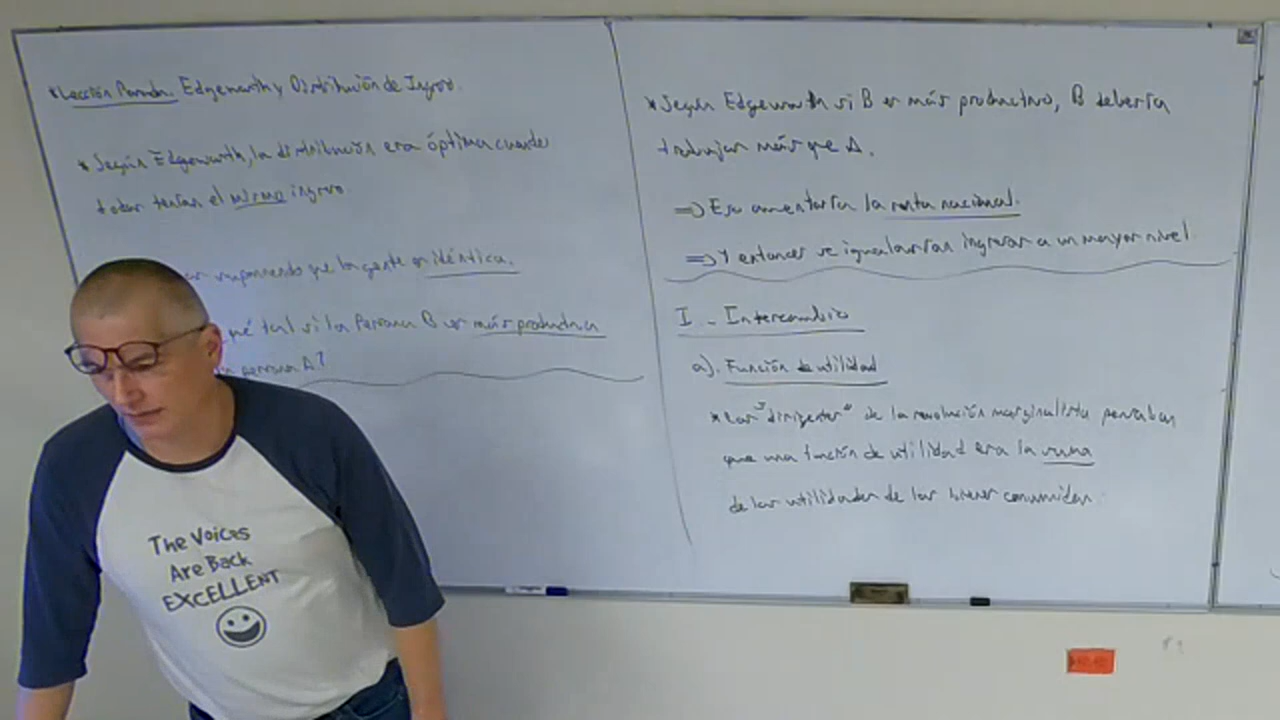 * Lección Pasada. Edgeworth y Distribución de Ingreso.
* Según Edgeworth, la distribución era óptima cuando
todos tenían el mismo ingreso.
suponiendo que la gente es idéntica.
qué tal si la Persona B es más productiva
persona A?
* Según Edgeworth si B es más productivo, B debería
trabajar más que A.
=> Eso aumentaría la renta nacional.
=> Y entonces se igualarían ingresos a un mayor nivel
I - Intercambio
a). Función de utilidad
* Los "dirigentes" de la revolución marginalista pensaban
que una función de utilidad era la suma
de las utilidades de los bienes consumidos.
The Voices
Are Back
EXCELLENT